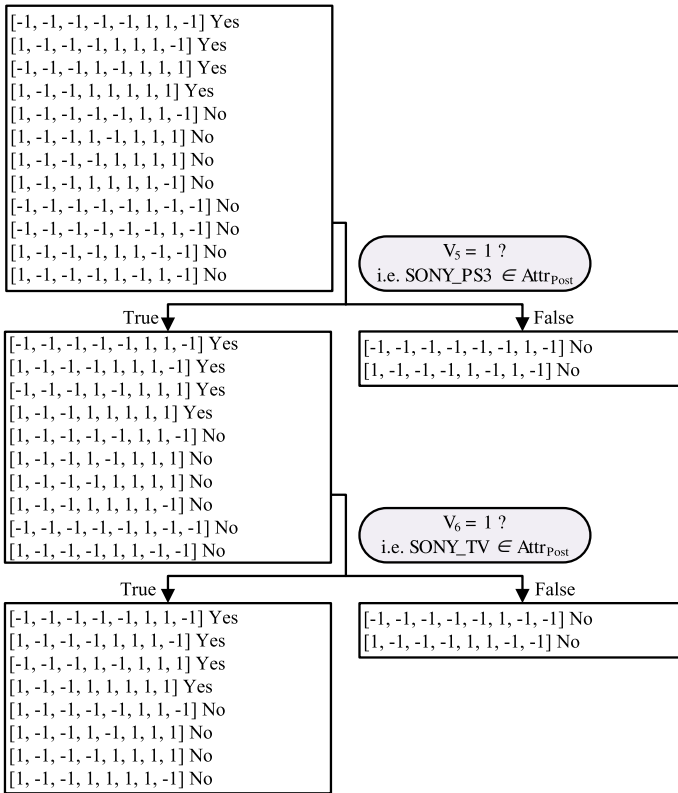 [-1, -1, -1, -1, -1, 1, 1, -1] Yes
[1, -1, -1, -1, 1, 1, 1, -1] Yes
[-1, -1, -1, 1, -1, 1, 1, 1] Yes
[1, -1, -1, 1, 1, 1, 1, 1] Yes
[1, -1, -1, -1, -1, 1, 1, -1] No
[1, -1, -1, 1, -1, 1, 1, 1] No
[1, -1, -1, -1, 1, 1, 1, 1] No
[1, -1, -1, 1, 1, 1, 1, -1] No
[-1, -1, -1, -1, -1, 1, -1, -1] No
[-1, -1, -1, -1, -1, -1, 1, -1] No
[1, -1, -1, -1, 1, 1, -1, -1] No
[1, -1, -1, -1, 1, -1, 1, -1] No
V5 = 1 ?
i.e. SONY_PS3 ∈ AttrPost
True
False
[-1, -1, -1, -1, -1, 1, 1, -1] Yes
[1, -1, -1, -1, 1, 1, 1, -1] Yes
[-1, -1, -1, 1, -1, 1, 1, 1] Yes
[1, -1, -1, 1, 1, 1, 1, 1] Yes
[1, -1, -1, -1, -1, 1, 1, -1] No
[1, -1, -1, 1, -1, 1, 1, 1] No
[1, -1, -1, -1, 1, 1, 1, 1] No
[1, -1, -1, 1, 1, 1, 1, -1] No
[-1, -1, -1, -1, -1, 1, -1, -1] No
[1, -1, -1, -1, 1, 1, -1, -1] No
[-1, -1, -1, -1, -1, -1, 1, -1] No
[1, -1, -1, -1, 1, -1, 1, -1] No
V6 = 1 ?
i.e. SONY_TV ∈ AttrPost
True
False
[-1, -1, -1, -1, -1, 1, 1, -1] Yes
[1, -1, -1, -1, 1, 1, 1, -1] Yes
[-1, -1, -1, 1, -1, 1, 1, 1] Yes
[1, -1, -1, 1, 1, 1, 1, 1] Yes
[1, -1, -1, -1, -1, 1, 1, -1] No
[1, -1, -1, 1, -1, 1, 1, 1] No
[1, -1, -1, -1, 1, 1, 1, 1] No
[1, -1, -1, 1, 1, 1, 1, -1] No
[-1, -1, -1, -1, -1, 1, -1, -1] No
[1, -1, -1, -1, 1, 1, -1, -1] No